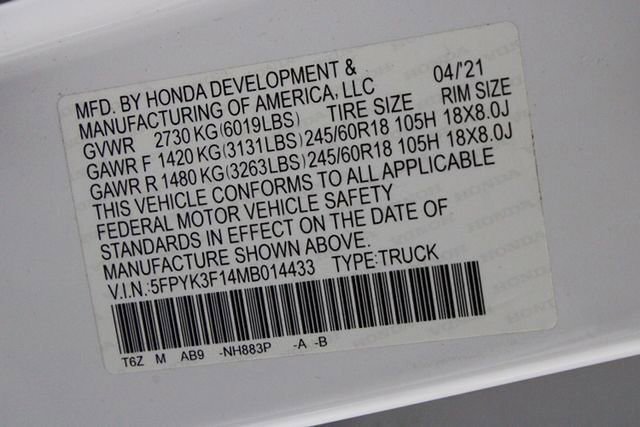 MFD. BY HONDA DEVELOPMENT & 04/'21
MANUFACTURING OF AMERICA, LLC
GVWR 2730 KG(6019LBS) TIRE SIZE RIM SIZE
GAWR F 1420 KG(3131LBS) 245/60R18 105H 18X8.0J
GAWR R 1480 KG(3263LBS) 245/60R18 105H 18X8.0J
THIS VEHICLE CONFORMS TO ALL APPLICABLE
FEDERAL MOTOR VEHICLE SAFETY
STANDARDS IN EFFECT ON THE DATE OF
MANUFACTURE SHOWN ABOVE.
V.I.N.:5FPYK3F14MB014433 TYPE:TRUCK
T6Z M AB9 -NH883P -A -B